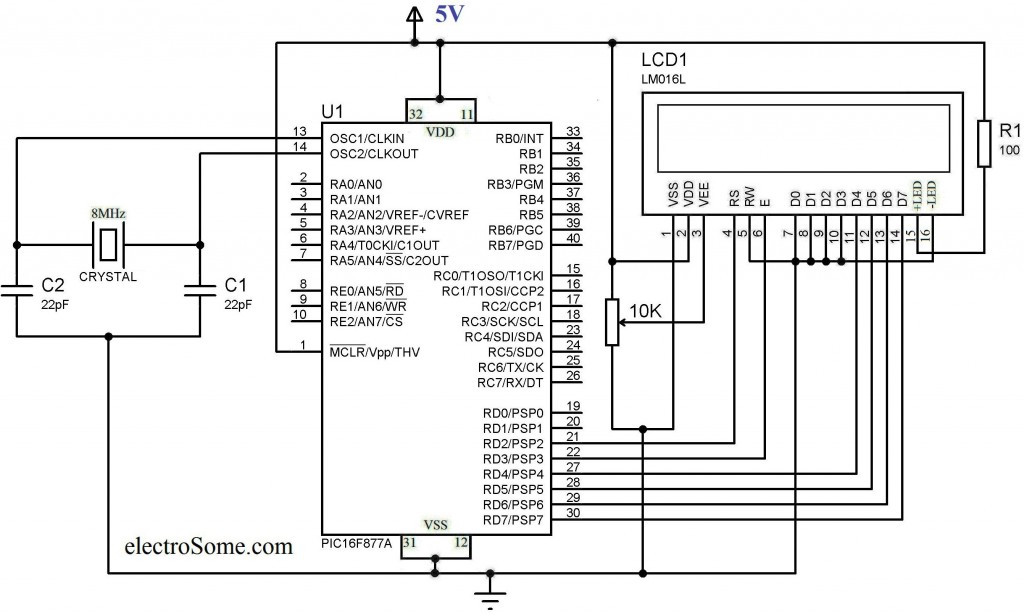 5V
LCD1
LM016L
R1
100
VSS
VDD
VEE
RS
RW
E
D0
D1
D2
D3
D4
D5
D6
D7
+LED
-LED
1
2
3
4
5
6
7
8
9
10
11
12
13
14
15
16
U1
32 11
VDD
13 OSC1/CLKIN RB0/INT 33
14 OSC2/CLKOUT RB1 34
RB2 35
2 RA0/AN0 RB3/PGM 36
3 RA1/AN1 RB4 37
4 RA2/AN2/VREF-/CVREF RB5 38
5 RA3/AN3/VREF+ RB6/PGC 39
6 RA4/T0CKI/C1OUT RB7/PGD 40
7 RA5/AN4/SS/C2OUT
RC0/T1OSO/T1CKI 15
8 RE0/AN5/RD RC1/T1OSI/CCP2 16
9 RE1/AN6/WR RC2/CCP1 17
10 RE2/AN7/CS RC3/SCK/SCL 18
RC4/SDI/SDA 23
1 MCLR/Vpp/THV RC5/SDO 24
RC6/TX/CK 25
RC7/RX/DT 26
RD0/PSP0 19
RD1/PSP1 20
RD2/PSP2 21
RD3/PSP3 22
RD4/PSP4 27
RD5/PSP5 28
RD6/PSP6 29
RD7/PSP7 30
VSS
31 12
PIC16F877A
8MHz
CRYSTAL
C2
22pF
C1
22pF
10K
electroSome.com